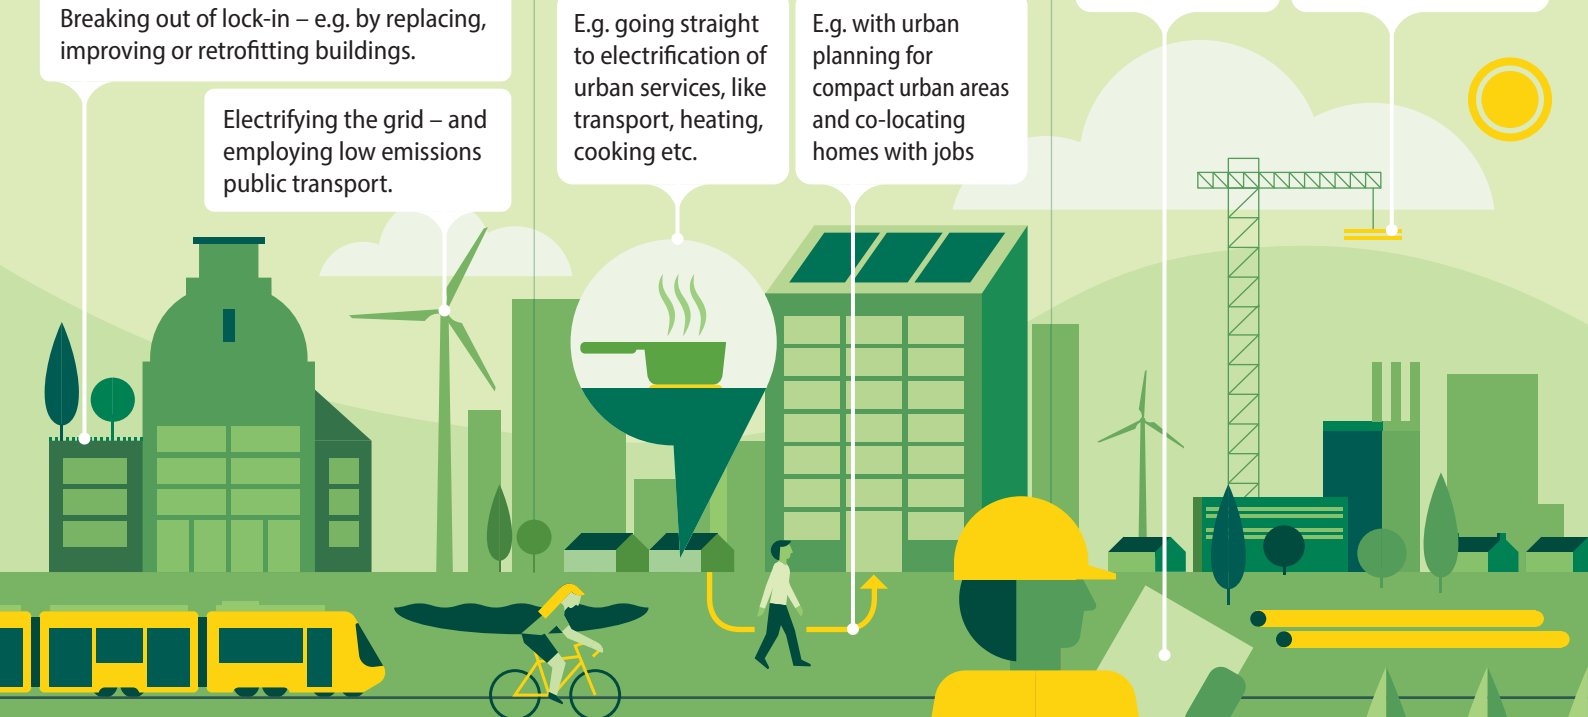 Breaking out of lock-in – e.g. by replacing,
improving or retrofitting buildings.
Electrifying the grid – and
employing low emissions
public transport.
E.g. going straight
to electrification of
urban services, like
transport, heating,
cooking etc.
E.g. with urban
planning for
compact urban areas
and co-locating
homes with jobs